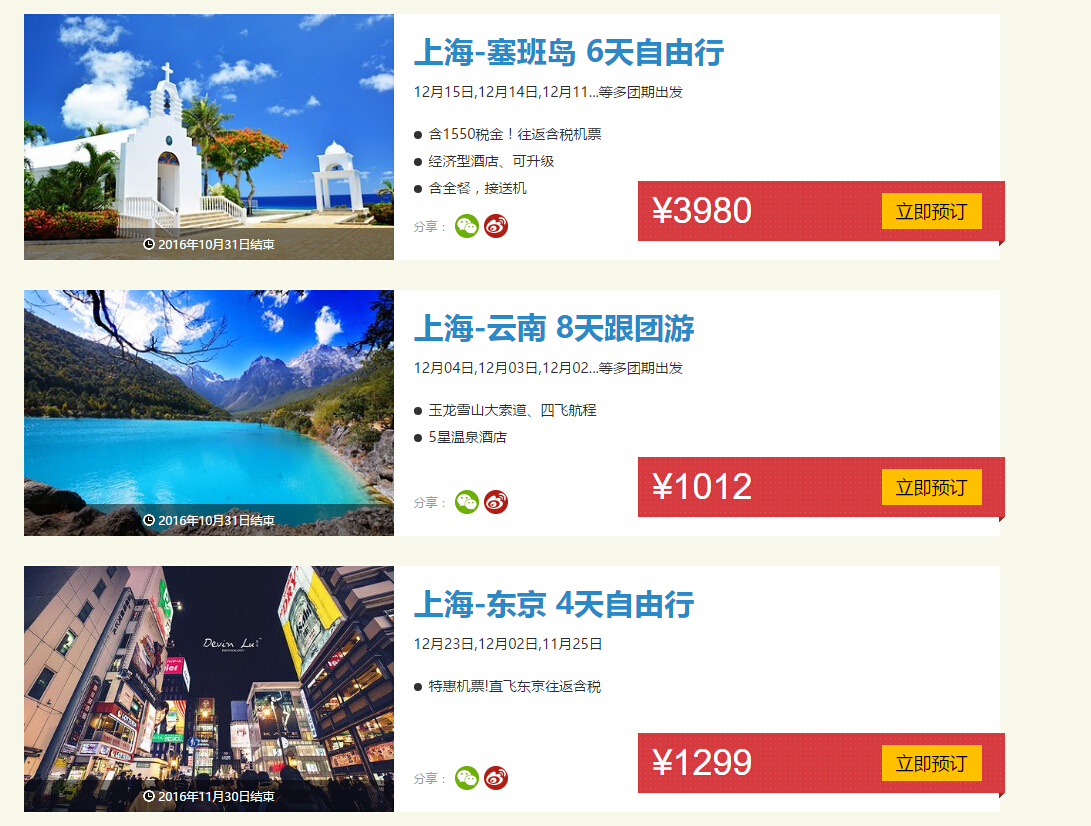 上海-塞班岛 6天自由行
12月15日,12月14日,12月11...等多团期出发
● 含1550税金！往返含税机票
● 经济型酒店、可升级
● 含全餐，接送机
¥3980
立即预订
分享：
2016年10月31日结束
上海-云南 8天跟团游
12月04日,12月03日,12月02...等多团期出发
● 玉龙雪山大索道、四飞航程
● 5星温泉酒店
¥1012
立即预订
分享：
2016年10月31日结束
上海-东京 4天自由行
12月23日,12月02日,11月25日
● 特惠机票!直飞东京往返含税
Devin Lui
PHOTOGRAPHY
¥1299
立即预订
分享：
2016年11月30日结束